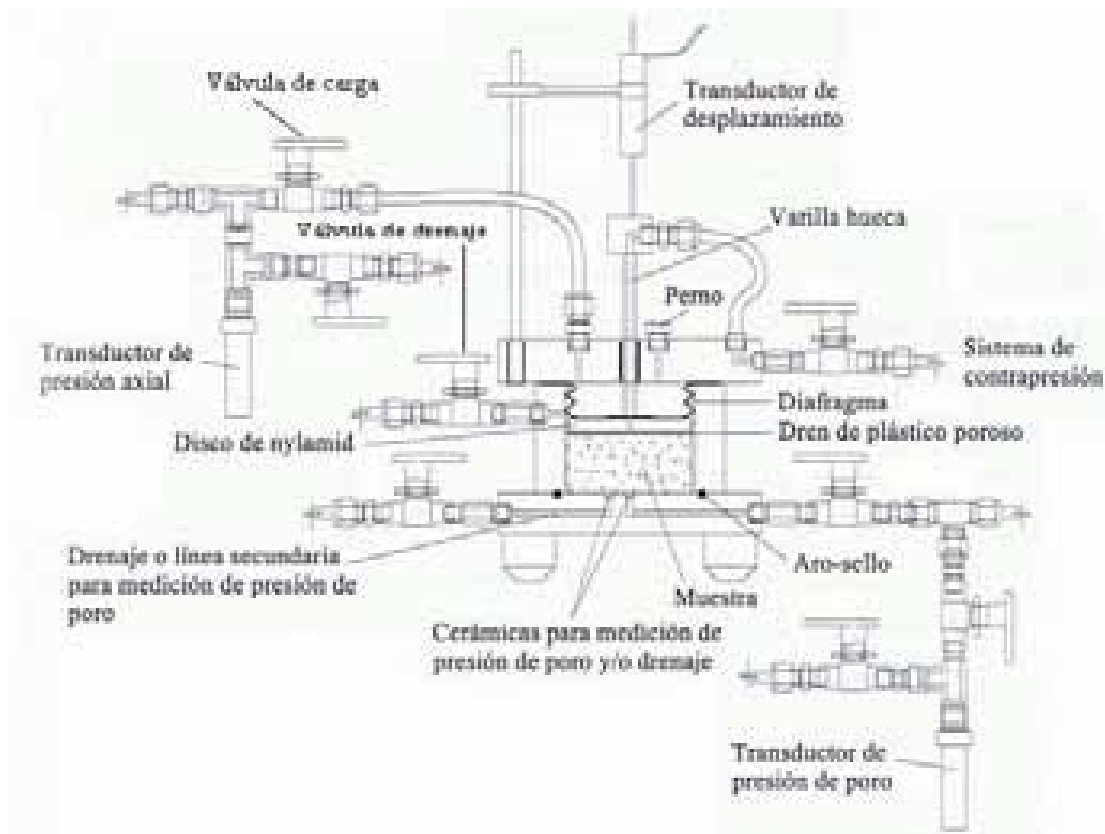 Válvula de carga
Transductor de
desplazamiento
Varilla hueca
Válvula de drenaje
Perno
Transductor de
presión axial
Sistema de
contrapresión
Diafragma
Disco de nylamid
Dren de plástico poroso
Drenaje o línea secundaria
para medición de presión de
poro
Aro-sello
Muestra
Cerámicas para medición de
presión de poro y/o drenaje
Transductor de
presión de poro